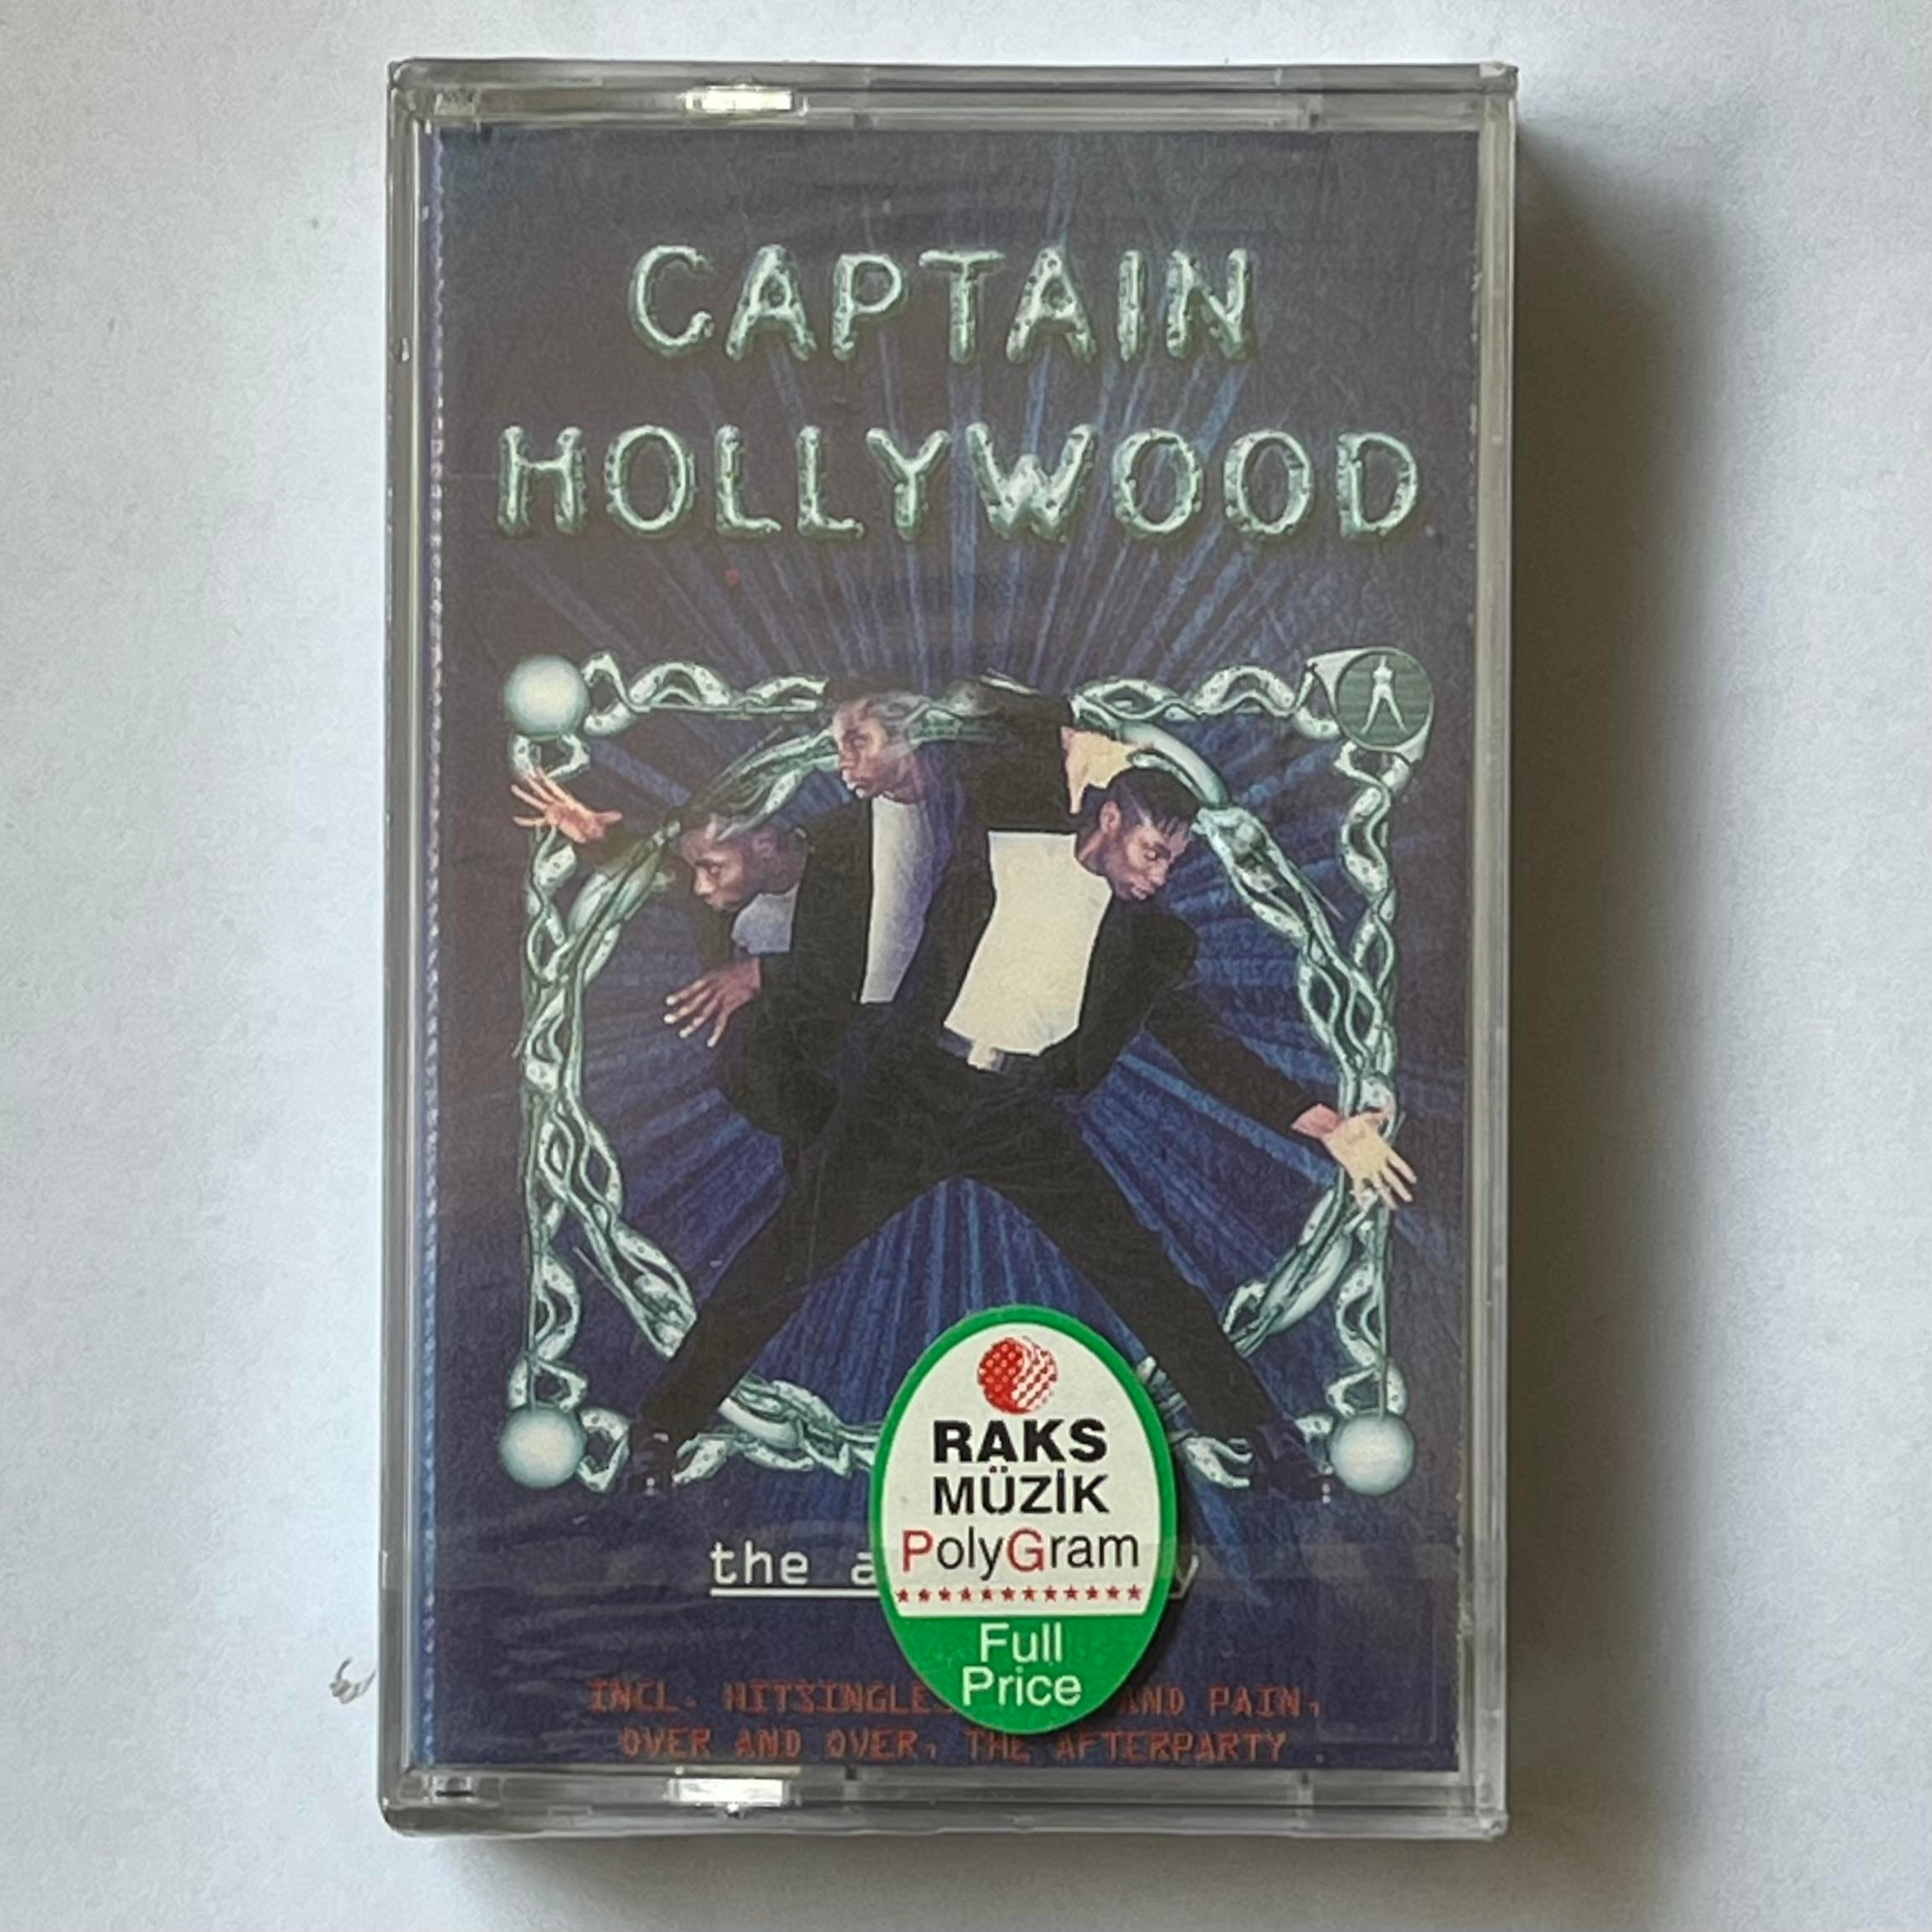 CAPTAIN
HOLLYWOOD
RAKS
MÜZİK
PolyGram
the a y
Full
Price
INCL. HITSINGLE AND PAIN,
OVER AND OVER, THE AFTERPARTY